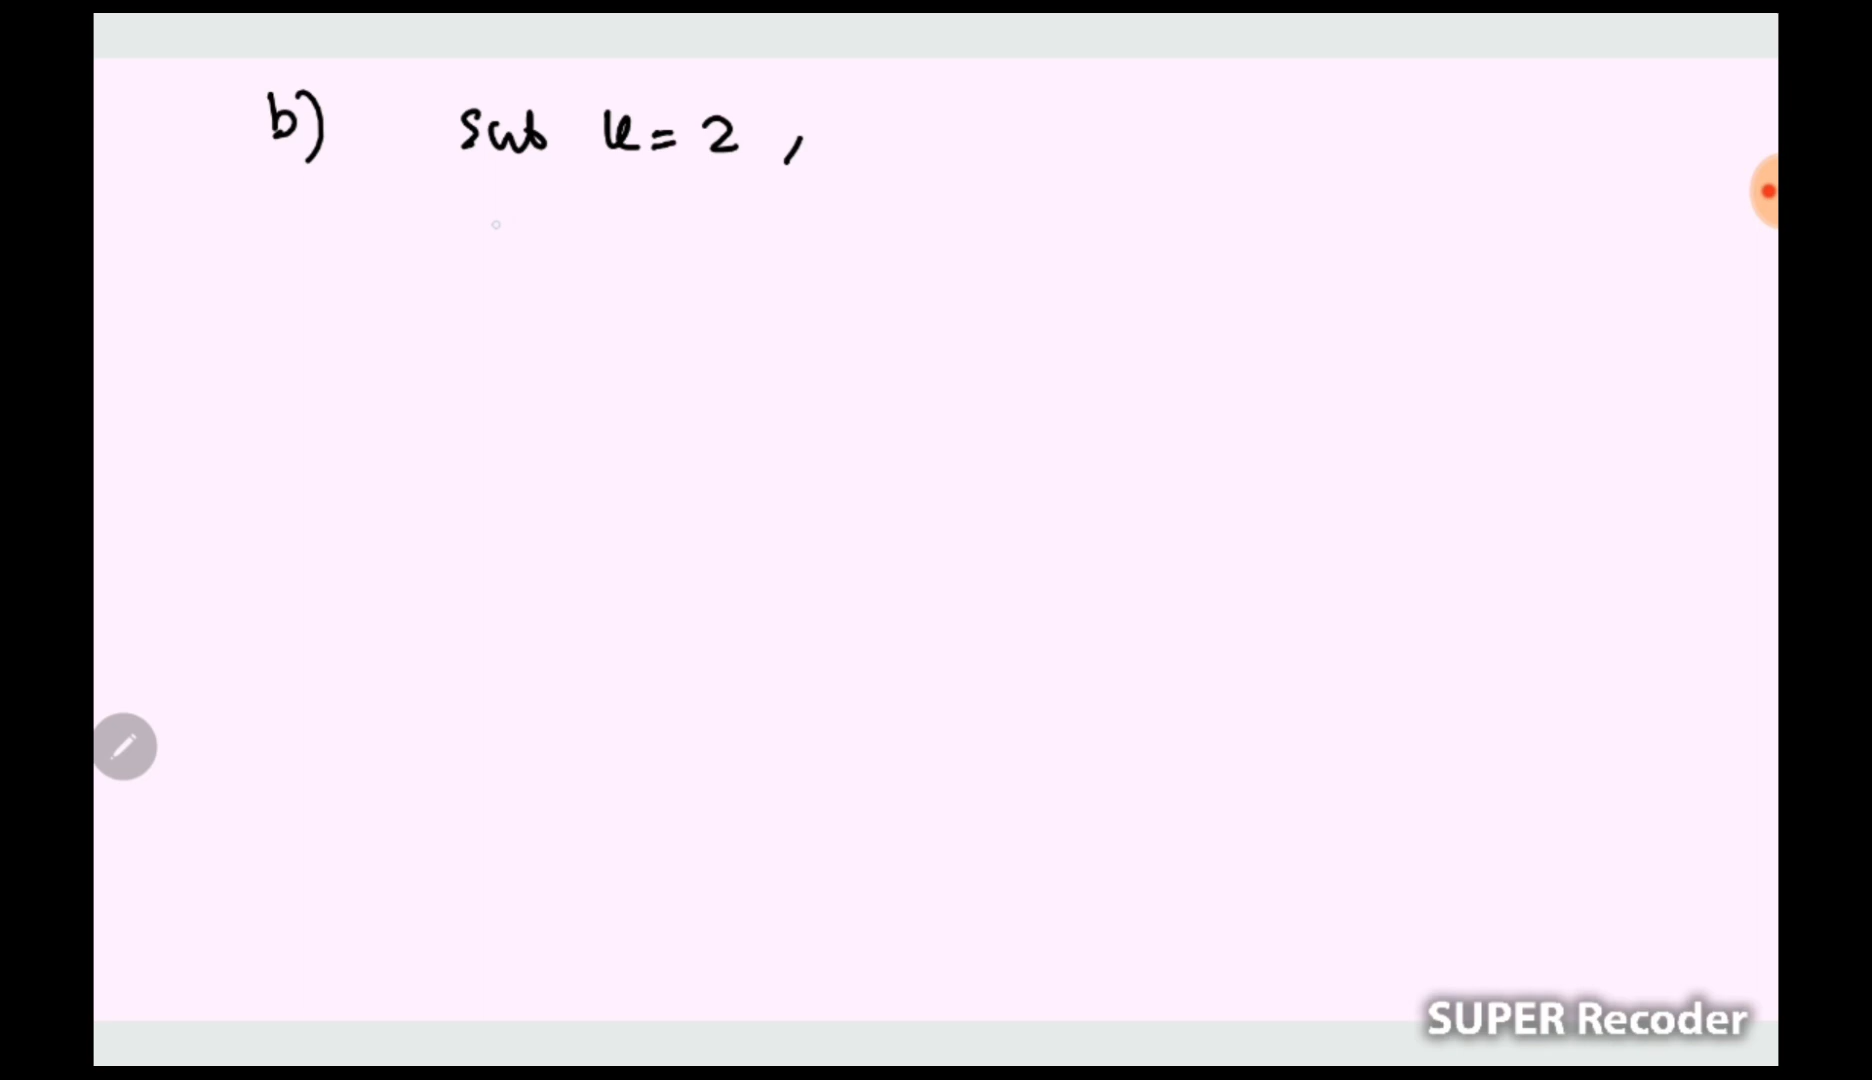 b) sub k = 2 ,
SUPER Recoder